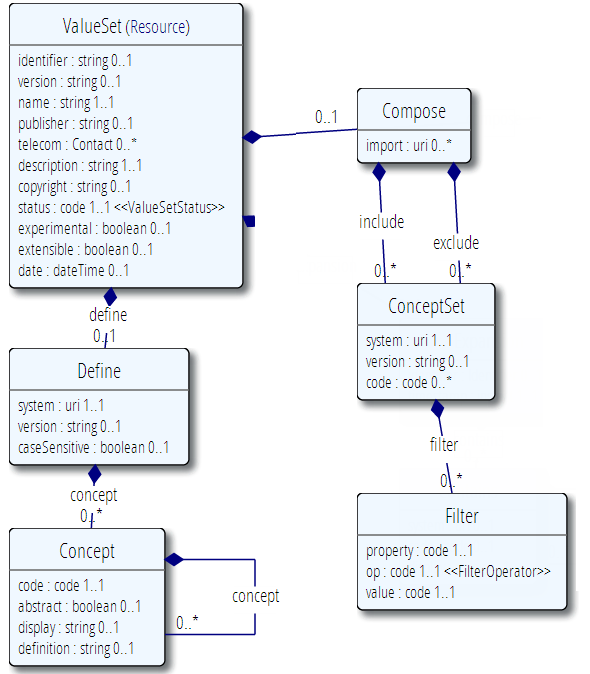 ValueSet (Resource)
identifier : string 0..1
version : string 0..1
name : string 1..1
publisher : string 0..1
telecom : Contact 0..*
description : string 1..1
copyright : string 0..1
status : code 1..1 <<ValueSetStatus>>
experimental : boolean 0..1
extensible : boolean 0..1
date : dateTime 0..1
0..1
Compose
import : uri 0..*
include
exclude
0..*
0..*
define
0..1
ConceptSet
system : uri 1..1
version : string 0..1
code : code 0..*
Define
system : uri 1..1
version : string 0..1
caseSensitive : boolean 0..1
filter
0..*
concept
0..*
Filter
property : code 1..1
op : code 1..1 <<FilterOperator>>
value : code 1..1
Concept
code : code 1..1
abstract : boolean 0..1
display : string 0..1
definition : string 0..1
concept
0..*